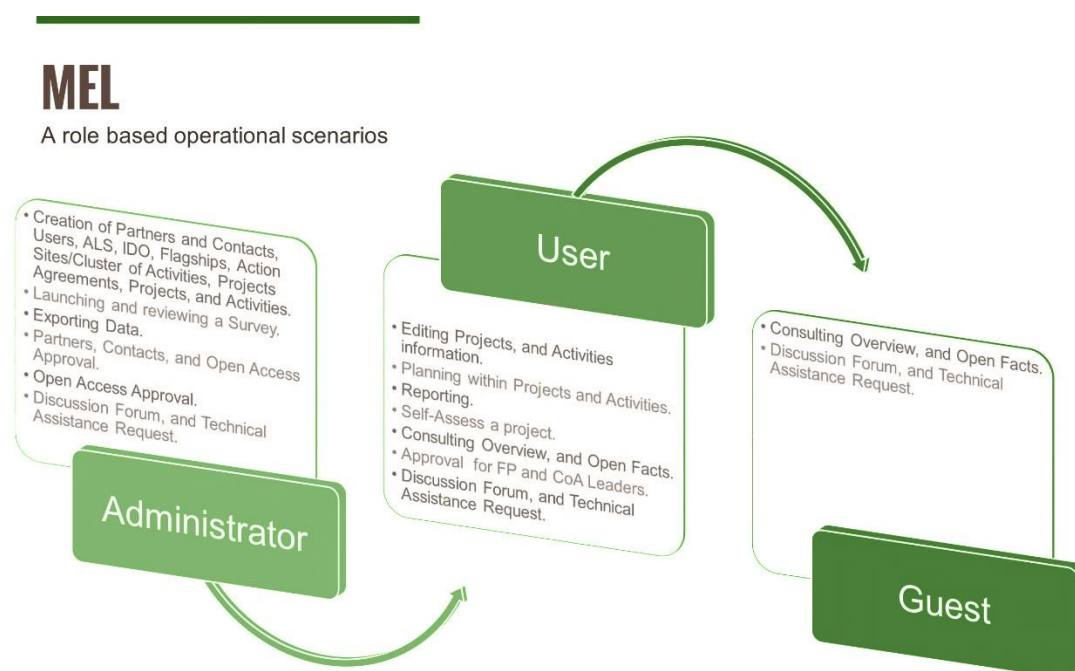 MEL
A role based operational scenarios
• Creation of Partners and Contacts,
Users, ALS, IDO, Flagships, Action
Sites/Cluster of Activities, Projects
Agreements, Projects, and Activities.
• Launching and reviewing a Survey.
• Exporting Data.
• Partners, Contacts, and Open Access
Approval.
• Open Access Approval.
• Discussion Forum, and Technical
Assistance Request.
Administrator
User
• Editing Projects, and Activities
information.
• Planning within Projects and Activities.
• Reporting.
• Self-Assess a project.
• Consulting Overview, and Open Facts.
• Approval for FP and CoA Leaders.
• Discussion Forum, and Technical
Assistance Request.
• Consulting Overview, and Open Facts.
• Discussion Forum, and Technical
Assistance Request.
Guest